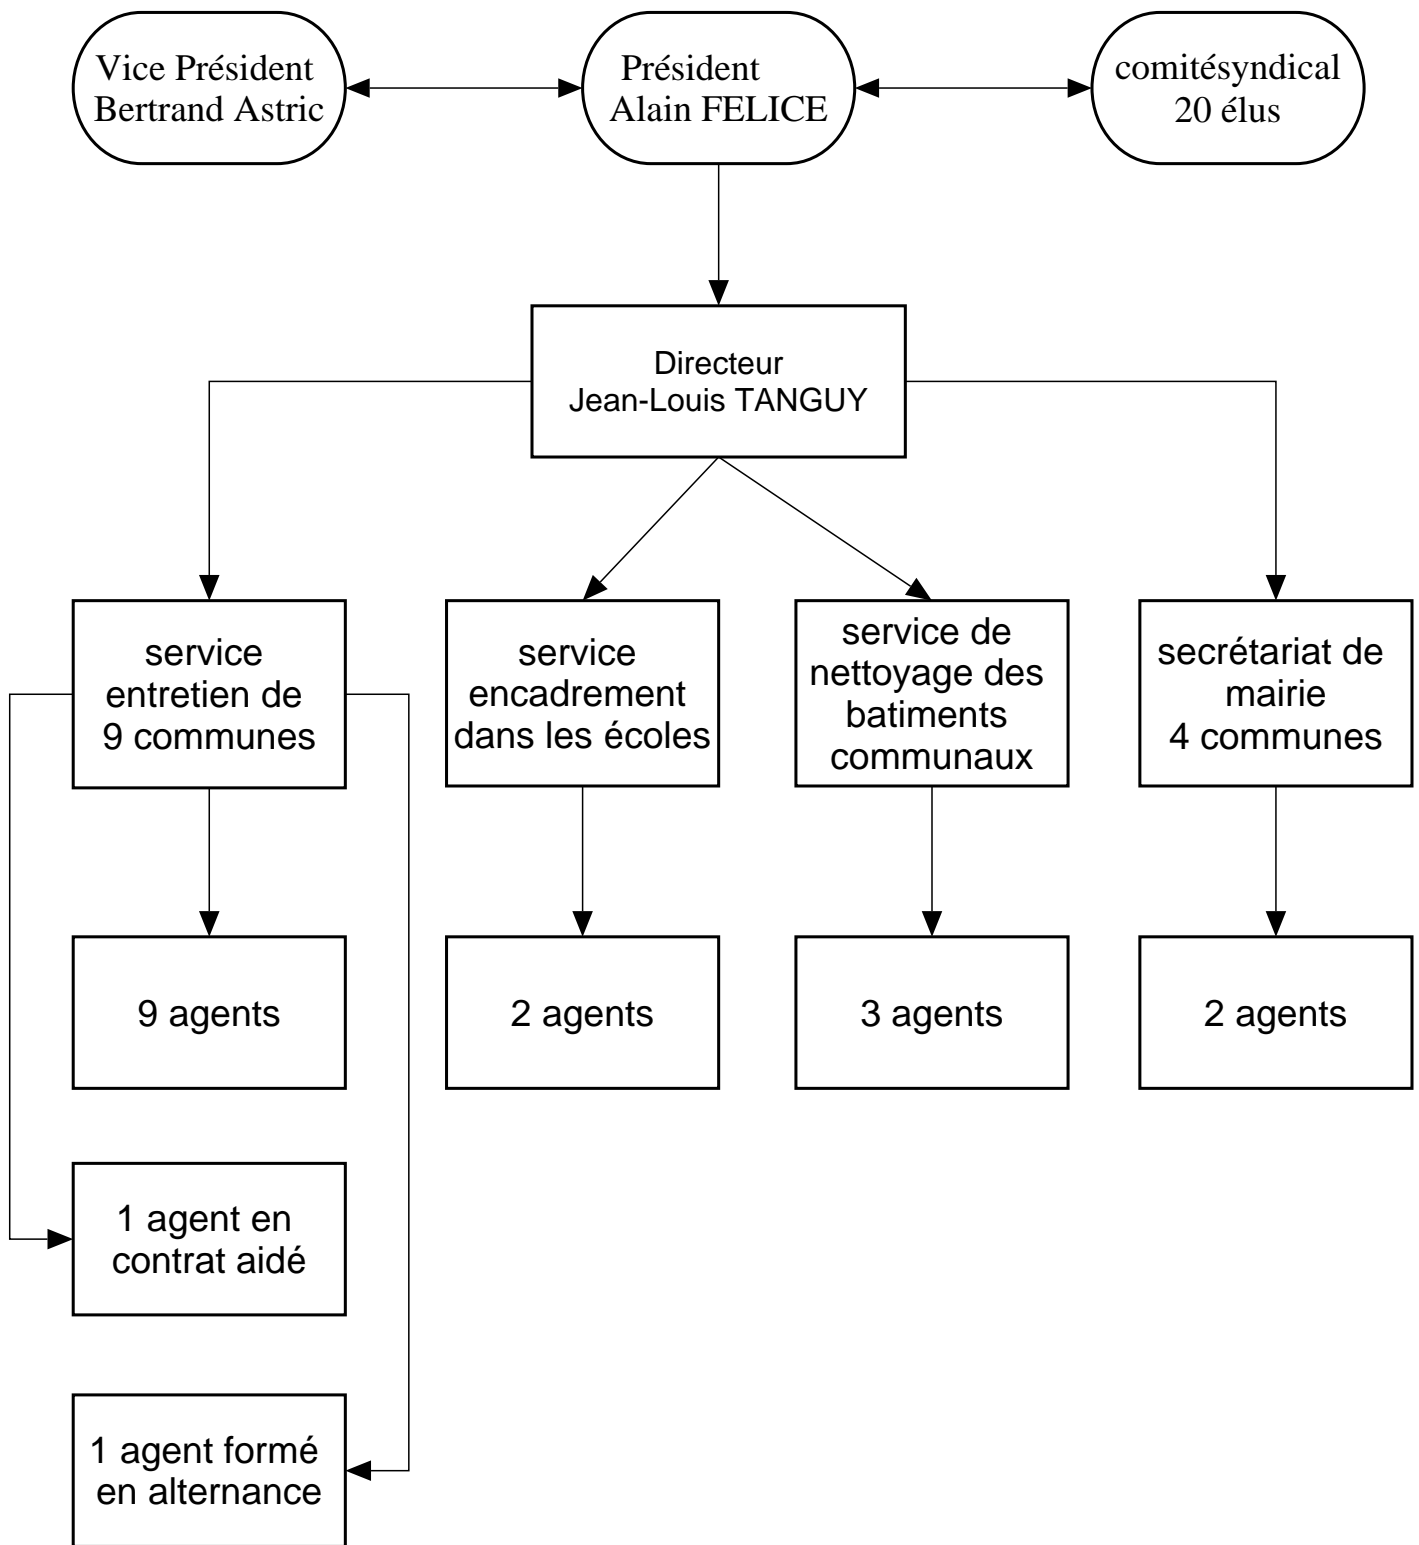 Vice Président
Bertrand Astric
Président
Alain FELICE
comitésyndical
20 élus
Directeur
Jean-Louis TANGUY
service
entretien de
9 communes
service
encadrement
dans les écoles
service de
nettoyage des
batiments
communaux
secrétariat de
mairie
4 communes
9 agents
2 agents
3 agents
2 agents
1 agent en
contrat aidé
1 agent formé
en alternance